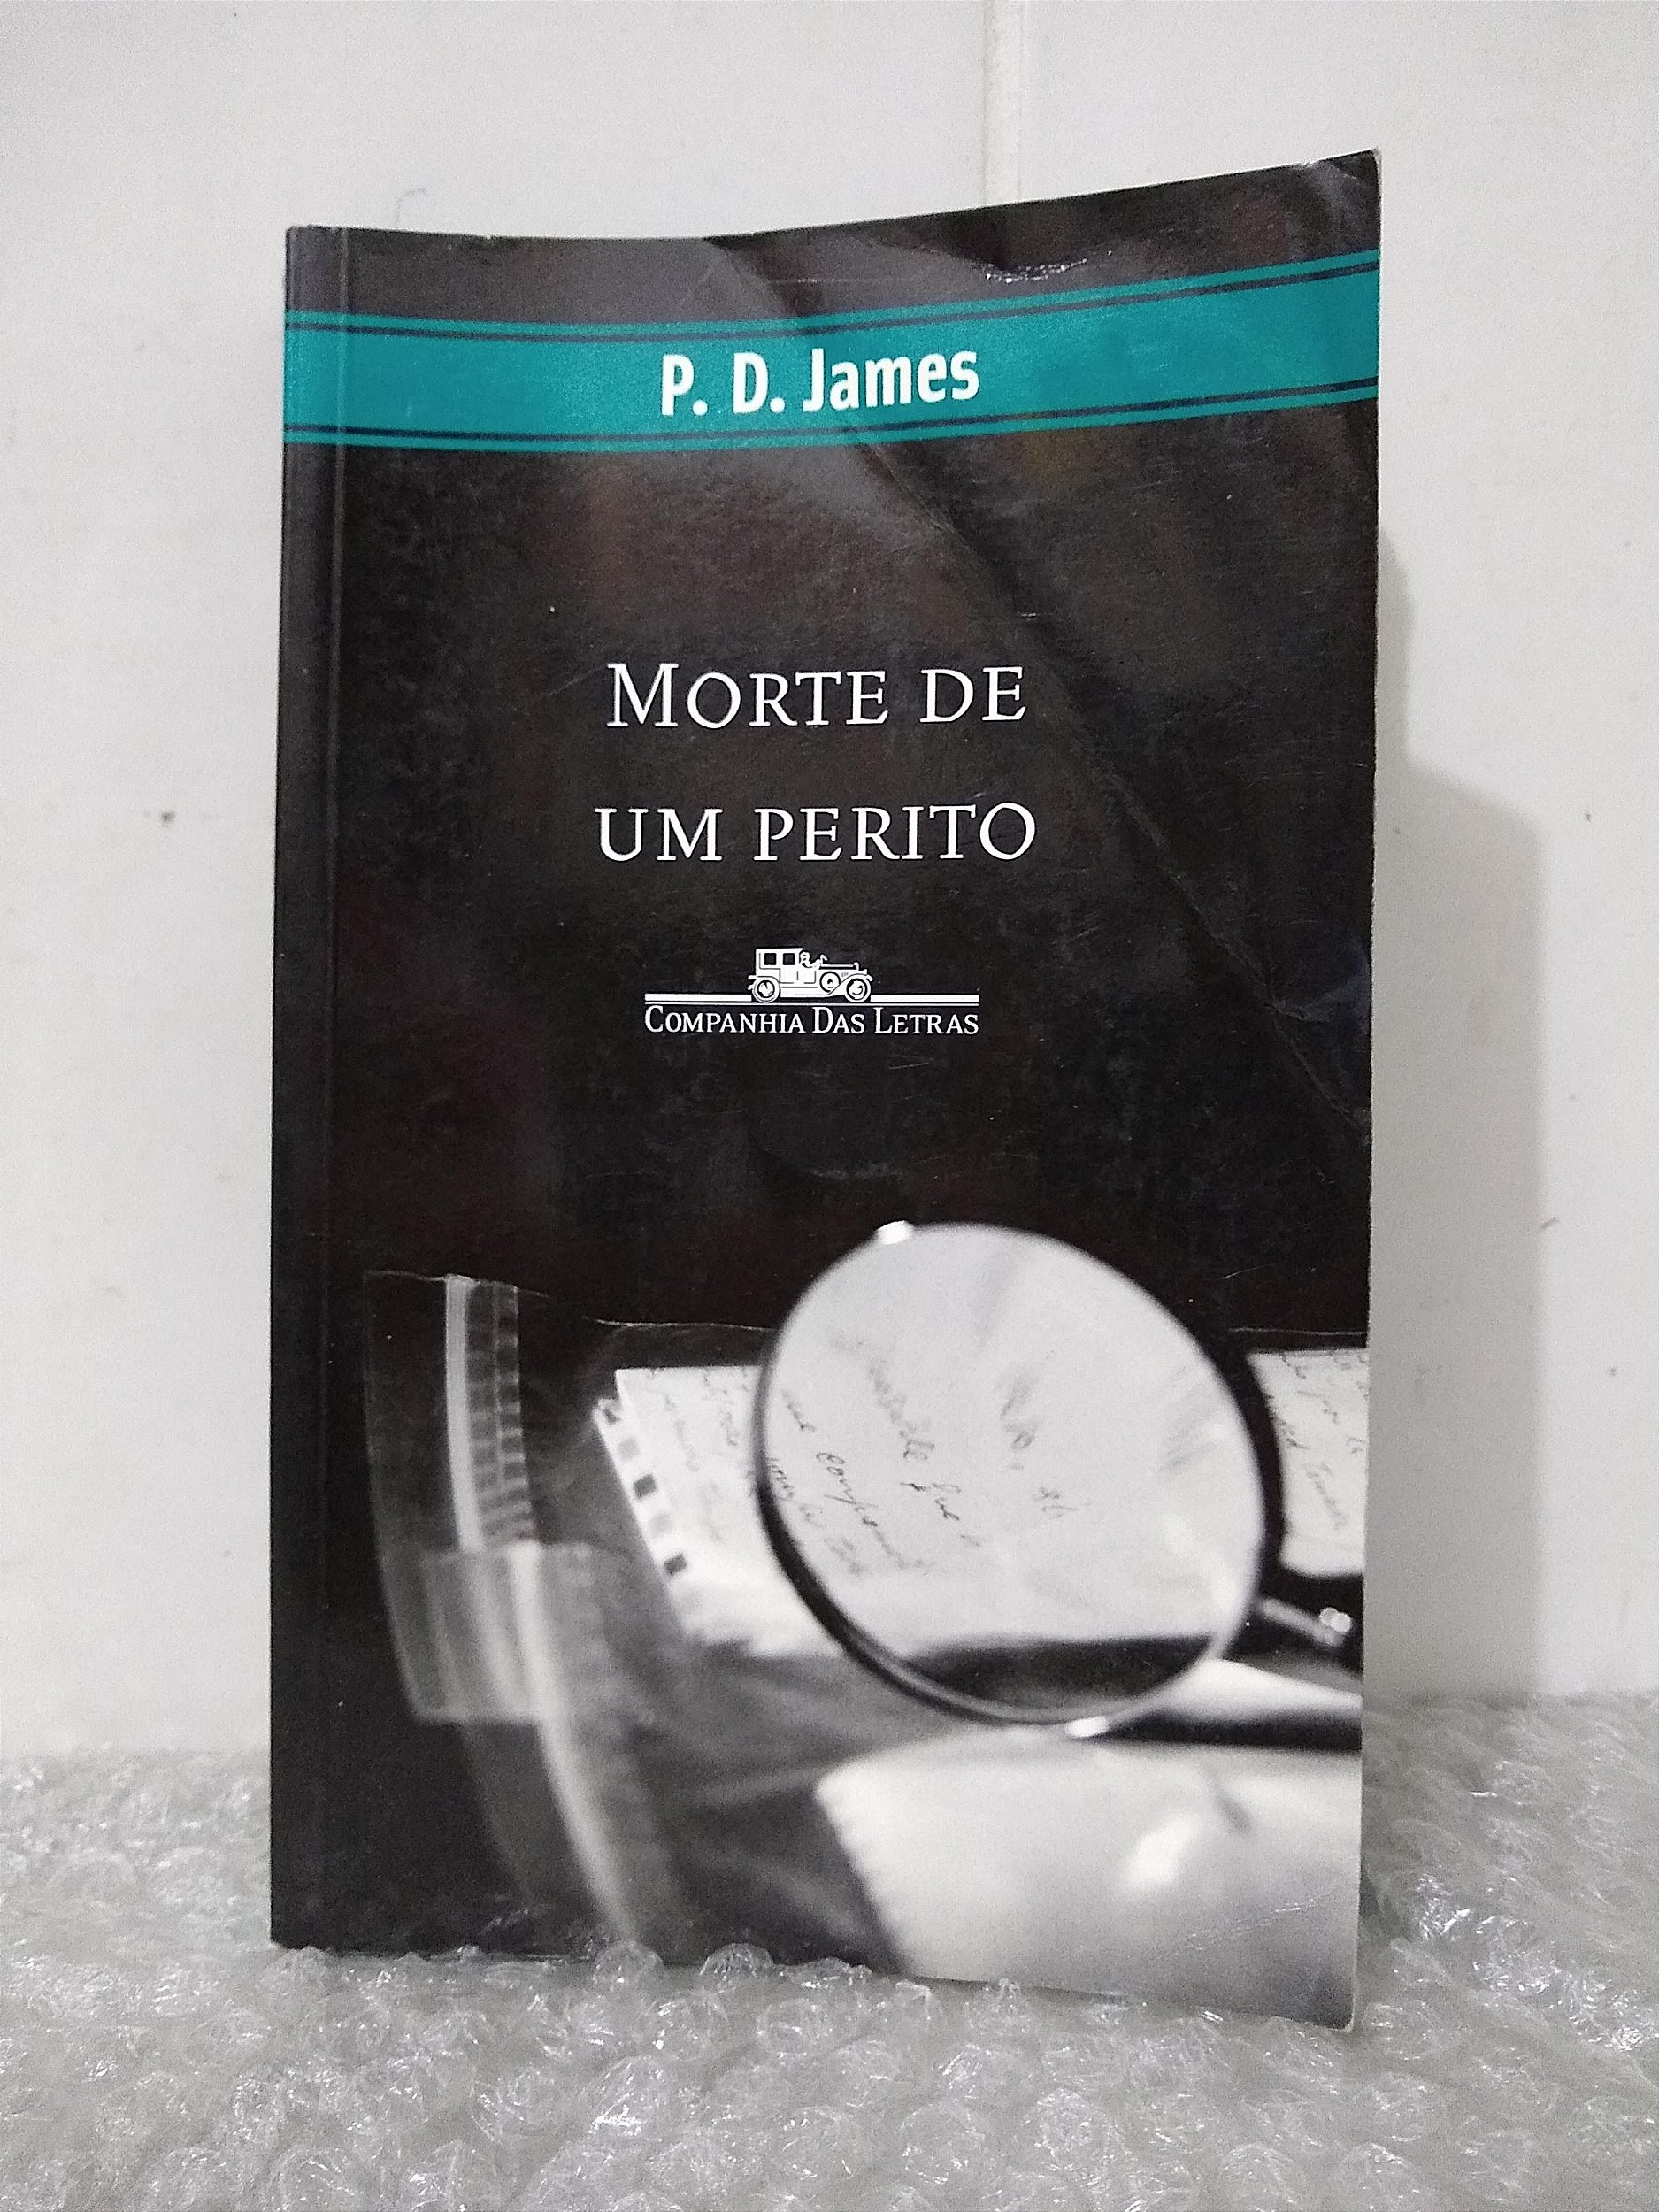 P. D. James
MORTE DE
UM PERITO
COMPANHIA DAS LETRAS